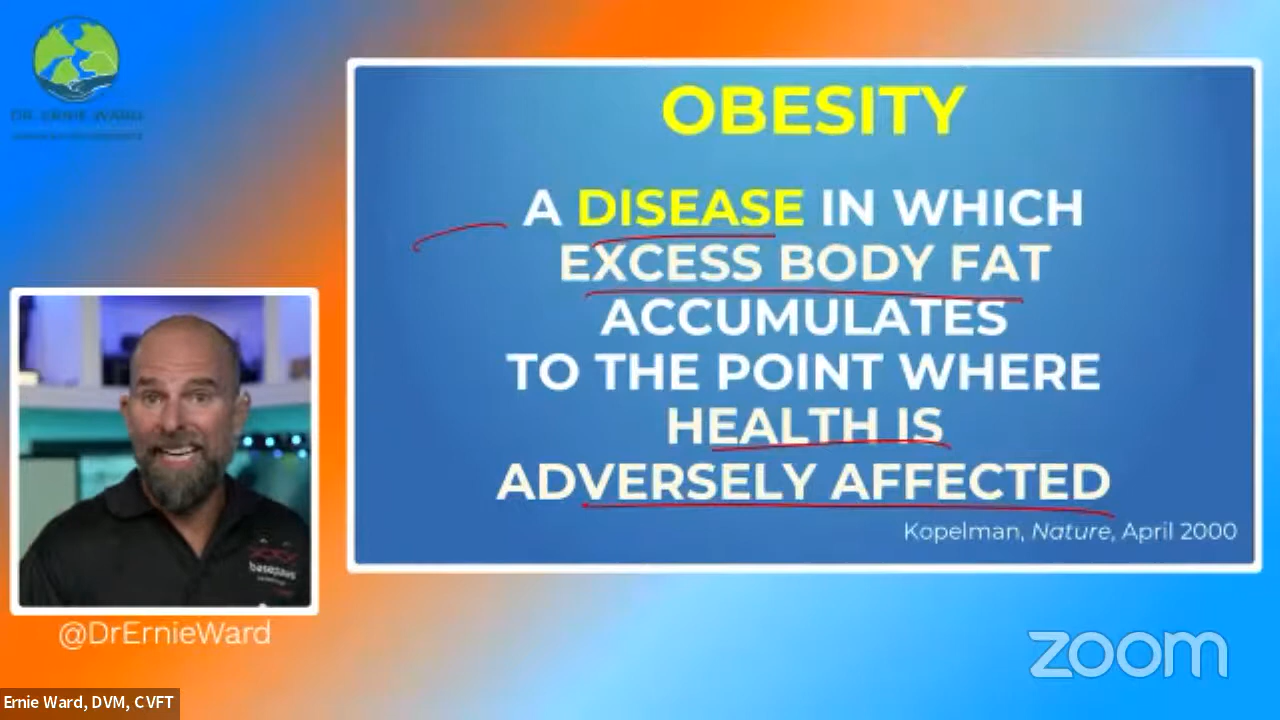 DR. ERNIE WARD
OBESITY
A DISEASE IN WHICH
EXCESS BODY FAT
ACCUMULATES
TO THE POINT WHERE
HEALTH IS
ADVERSELY AFFECTED
Kopelman, Nature, April 2000
basepaws
@DrErnieWard
zoom
Ernie Ward, DVM, CVFT